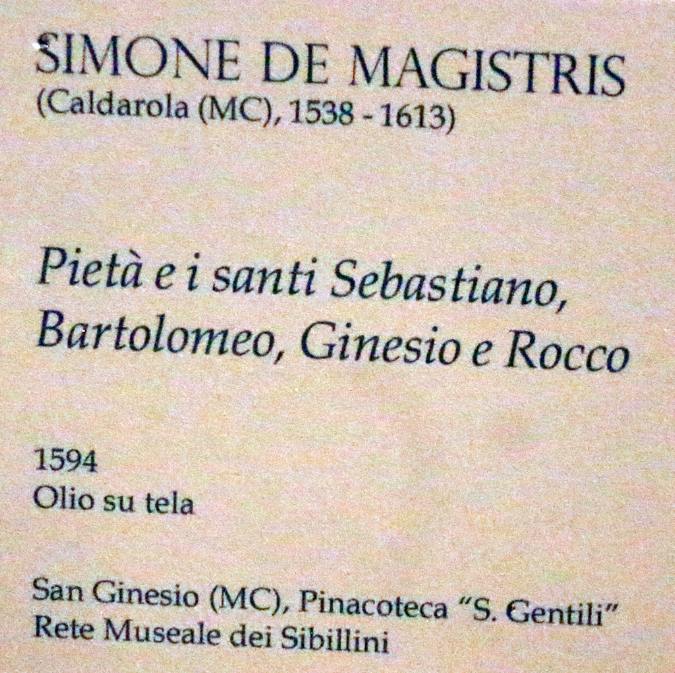 SIMONE DE MAGISTRIS
(Caldarola (MC), 1538 - 1613)
Pietà e i santi Sebastiano,
Bartolomeo, Ginesio e Rocco
1594
Olio su tela
San Ginesio (MC), Pinacoteca “S. Gentili”
Rete Museale dei Sibillini